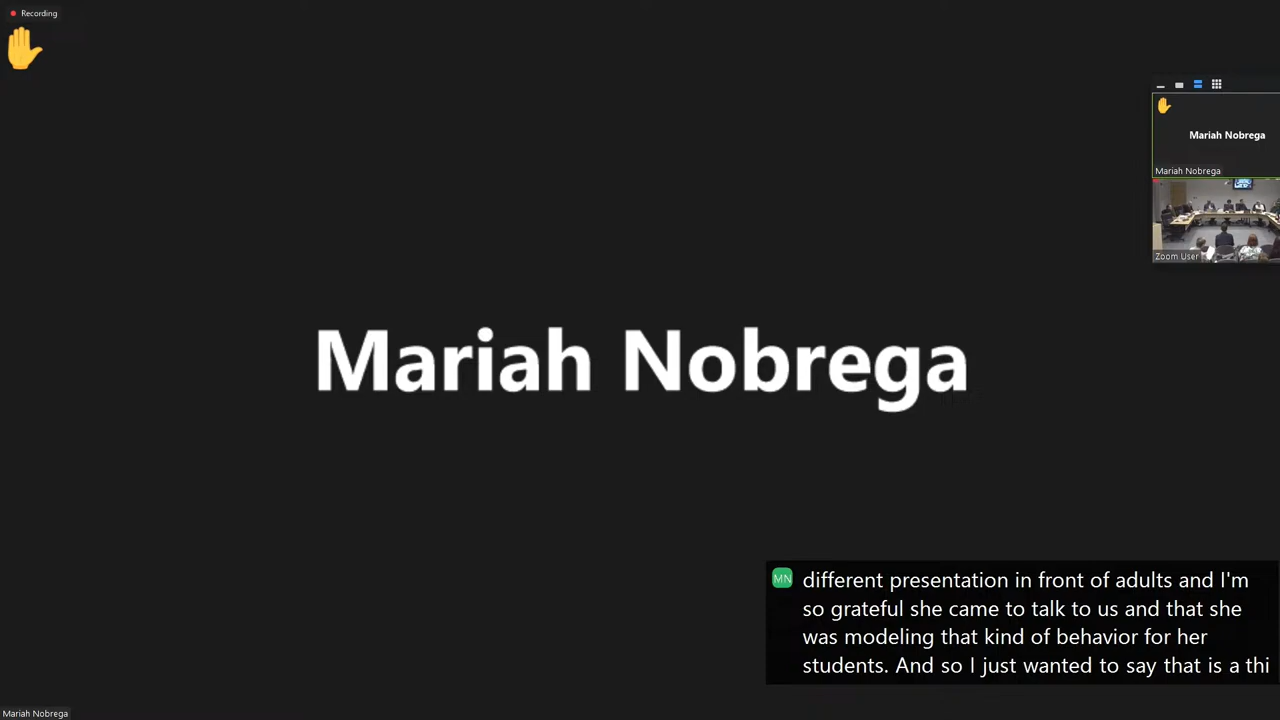 Recording
Mariah Nobrega
Mariah Nobrega
Zoom User
Mariah Nobrega
MN
different presentation in front of adults and I'm
so grateful she came to talk to us and that she
was modeling that kind of behavior for her
students. And so I just wanted to say that is a thi
Mariah Nobrega